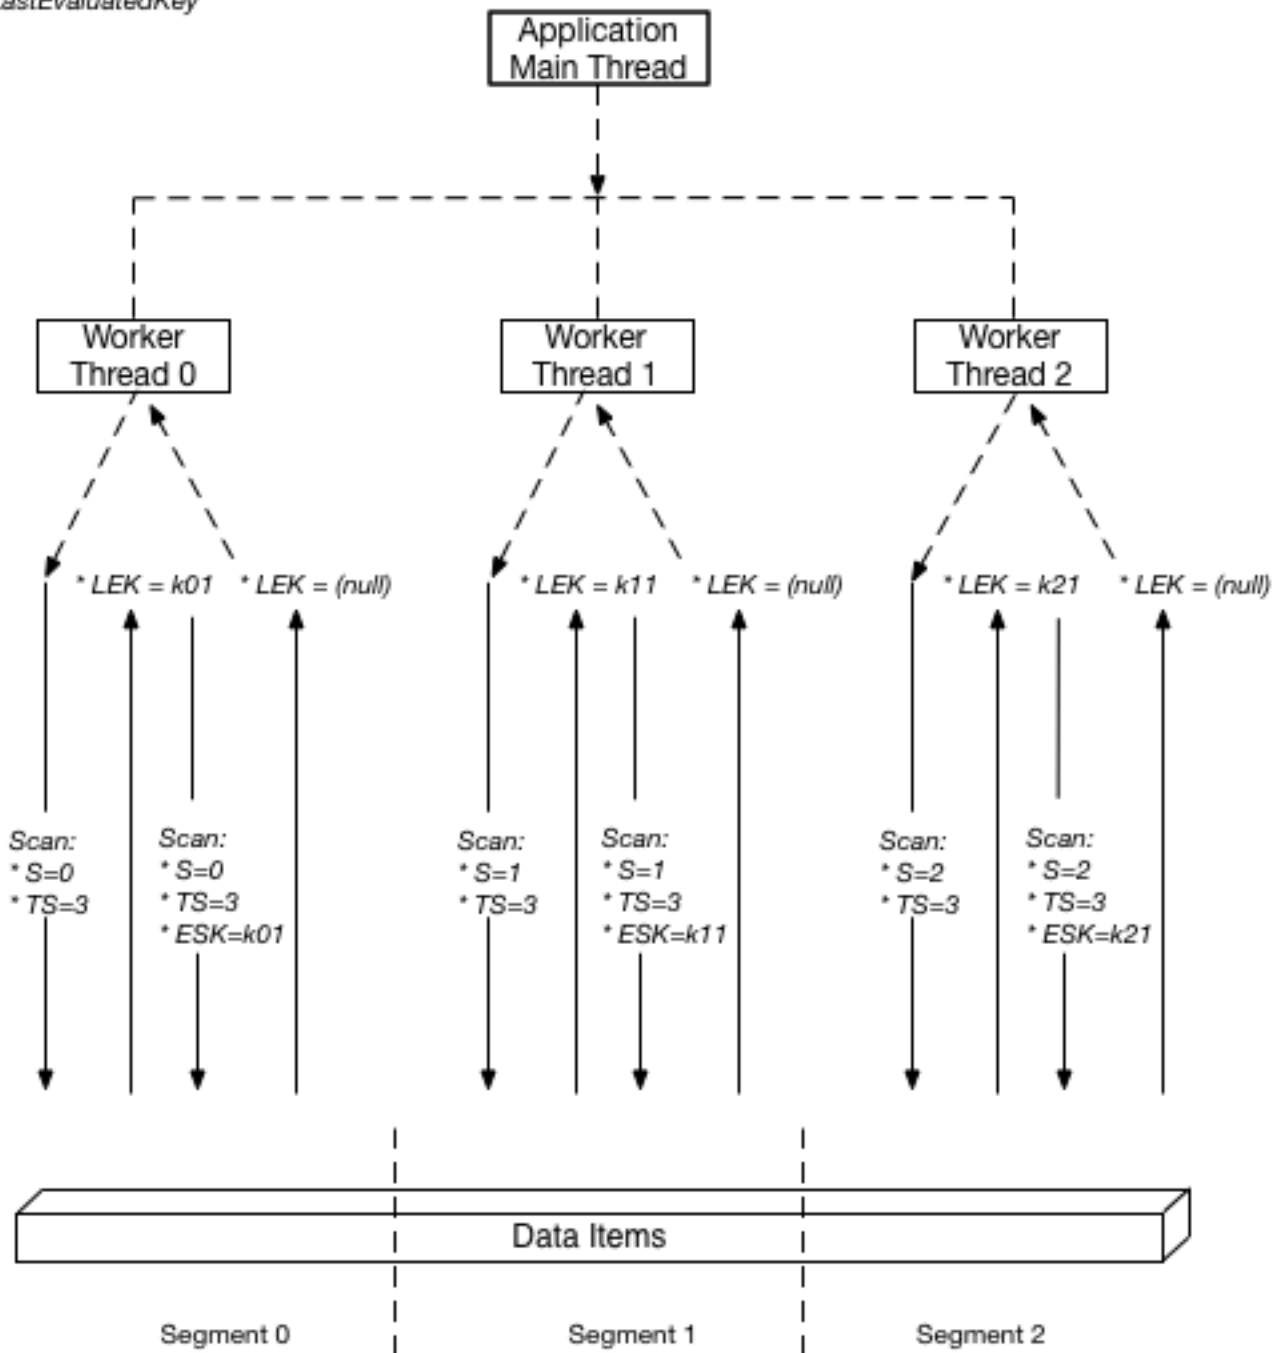 LastEvaluatedKey
Application
Main Thread
Worker
Thread 0
Worker
Thread 1
Worker
Thread 2
* LEK = k01
* LEK = (null)
* LEK = k11
* LEK = (null)
* LEK = k21
* LEK = (null)
Scan:
* S=0
* TS=3
Scan:
* S=0
* TS=3
* ESK=k01
Scan:
* S=1
* TS=3
Scan:
* S=1
* TS=3
* ESK=k11
Scan:
* S=2
* TS=3
Scan:
* S=2
* TS=3
* ESK=k21
Data Items
Segment 0
Segment 1
Segment 2